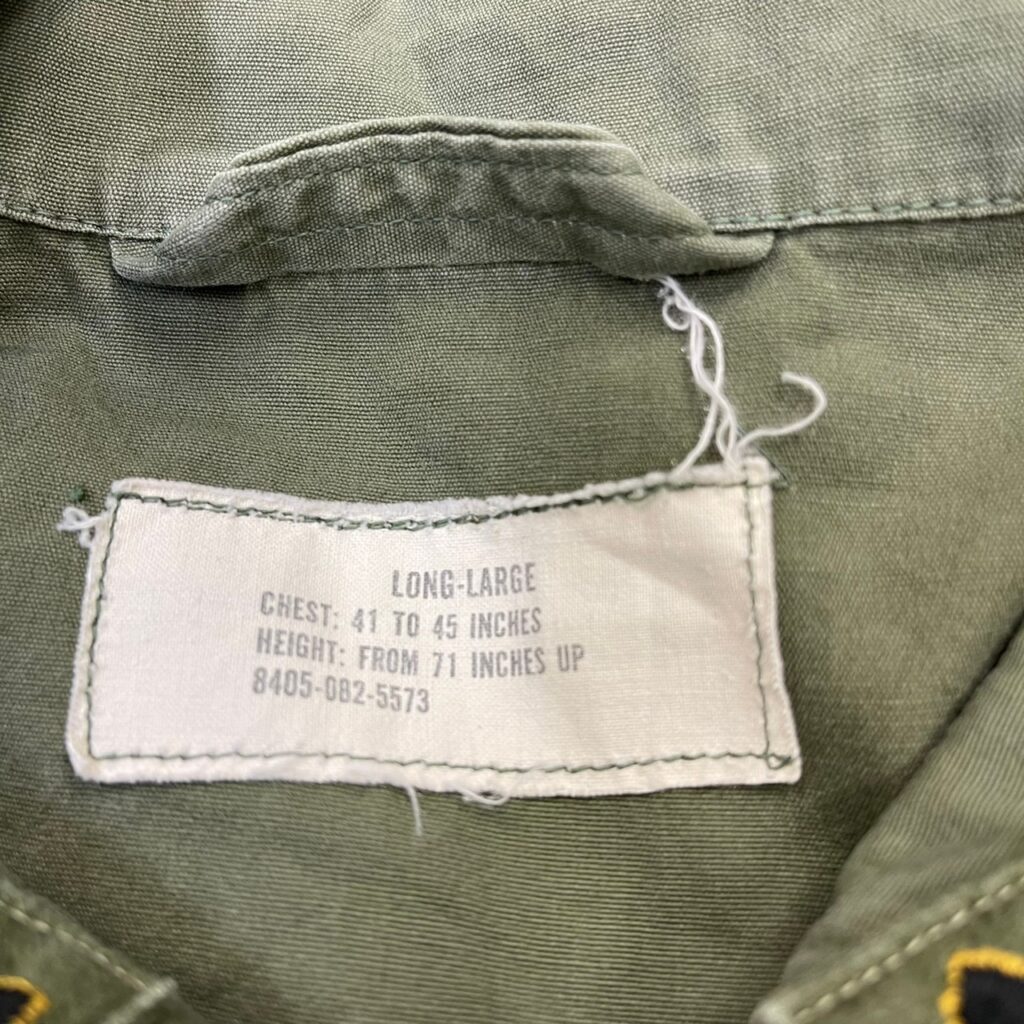 LONG-LARGE
CHEST: 41 TO 45 INCHES
HEIGHT: FROM 71 INCHES UP
8405-082-5573